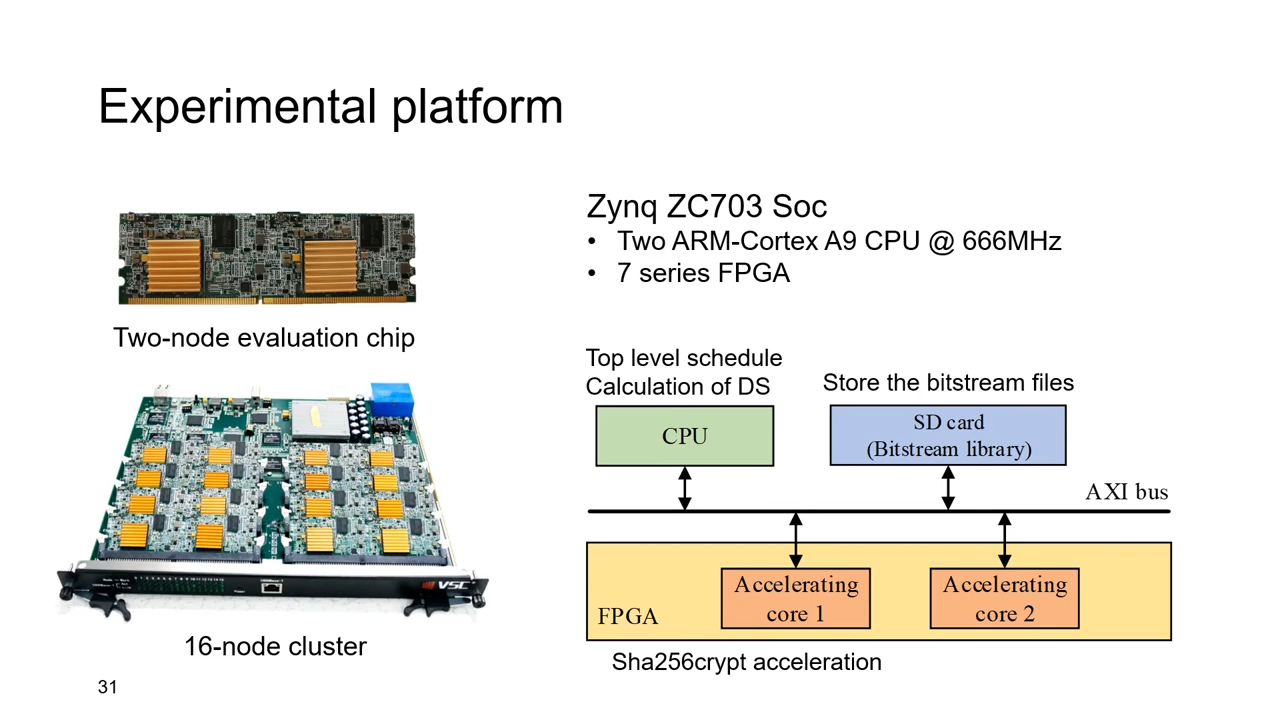 Experimental platform
Zynq ZC703 Soc
• Two ARM-Cortex A9 CPU @ 666MHz
• 7 series FPGA
Two-node evaluation chip
VSC
16-node cluster
Top level schedule
Calculation of DS
Store the bitstream files
CPU
SD card
(Bitstream library)
AXI bus
Accelerating
core 1
Accelerating
core 2
FPGA
Sha256crypt acceleration
31